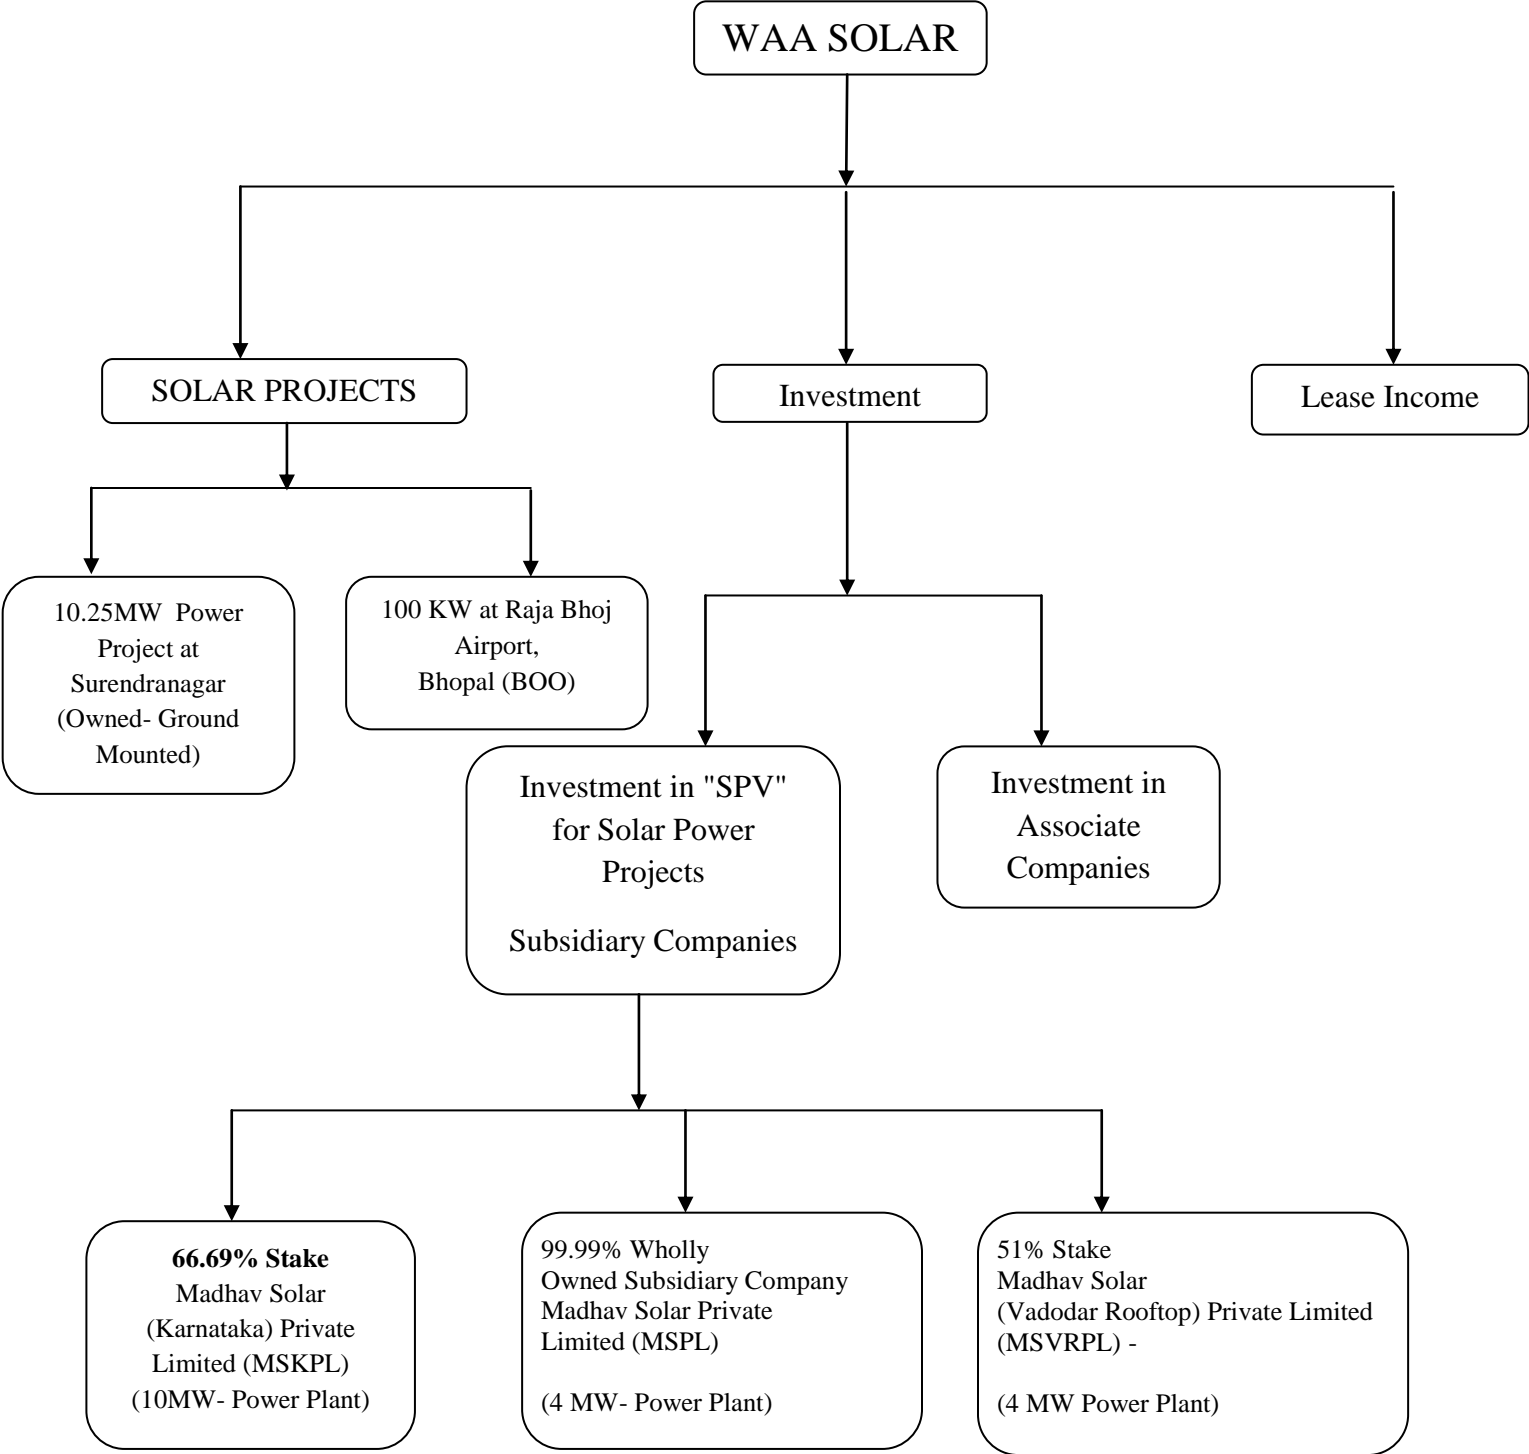 WAA SOLAR
SOLAR PROJECTS
Investment
Lease Income
10.25MW  Power
Project at
Surendranagar
(Owned- Ground
Mounted)
100 KW at Raja Bhoj
Airport,
Bhopal (BOO)
Investment in "SPV"
for Solar Power
Projects
Subsidiary Companies
Investment in
Associate
Companies
66.69% Stake
Madhav Solar
(Karnataka) Private
Limited (MSKPL)
(10MW- Power Plant)
99.99% Wholly
Owned Subsidiary Company
Madhav Solar Private
Limited (MSPL)
(4 MW- Power Plant)
51% Stake
Madhav Solar
(Vadodar Rooftop) Private Limited
(MSVRPL) -
(4 MW Power Plant)